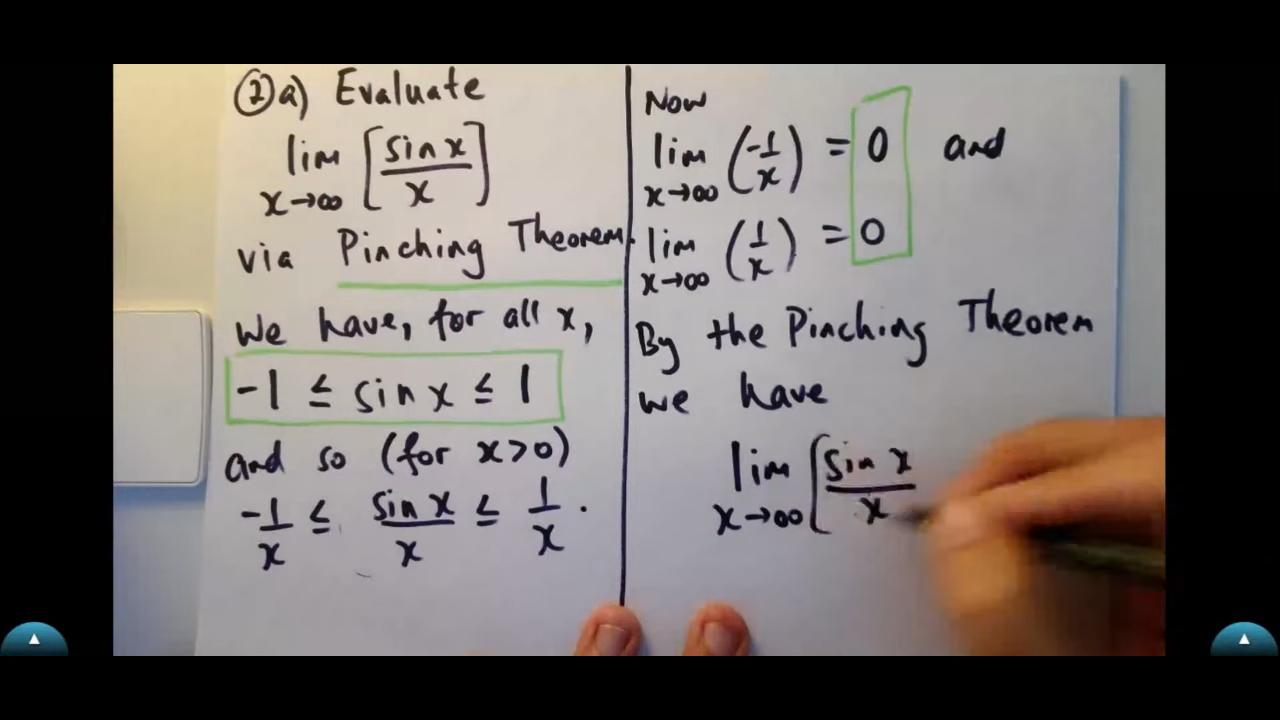 ②a) Evaluate
lim [sin x / x]
x→∞
via Pinching Theorem.
We have, for all x,
-1 ≤ sin x ≤ 1
and so (for x>0)
-1/x ≤ sin x / x ≤ 1/x .
Now
lim (-1/x) = 0 and
x→∞
lim (1/x) = 0
x→∞
By the Pinching Theorem
we have
lim [sin x / x
x→∞